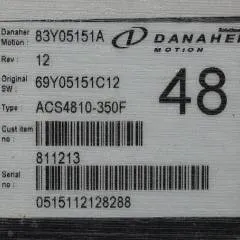 Danaher Motion : 83Y05151A
DANAHER
MOTION
Rev : 12
Original SW : 69Y05151C12
48
Type : ACS4810-350F
Cust item no :
811213
Serial no :
0515112128288